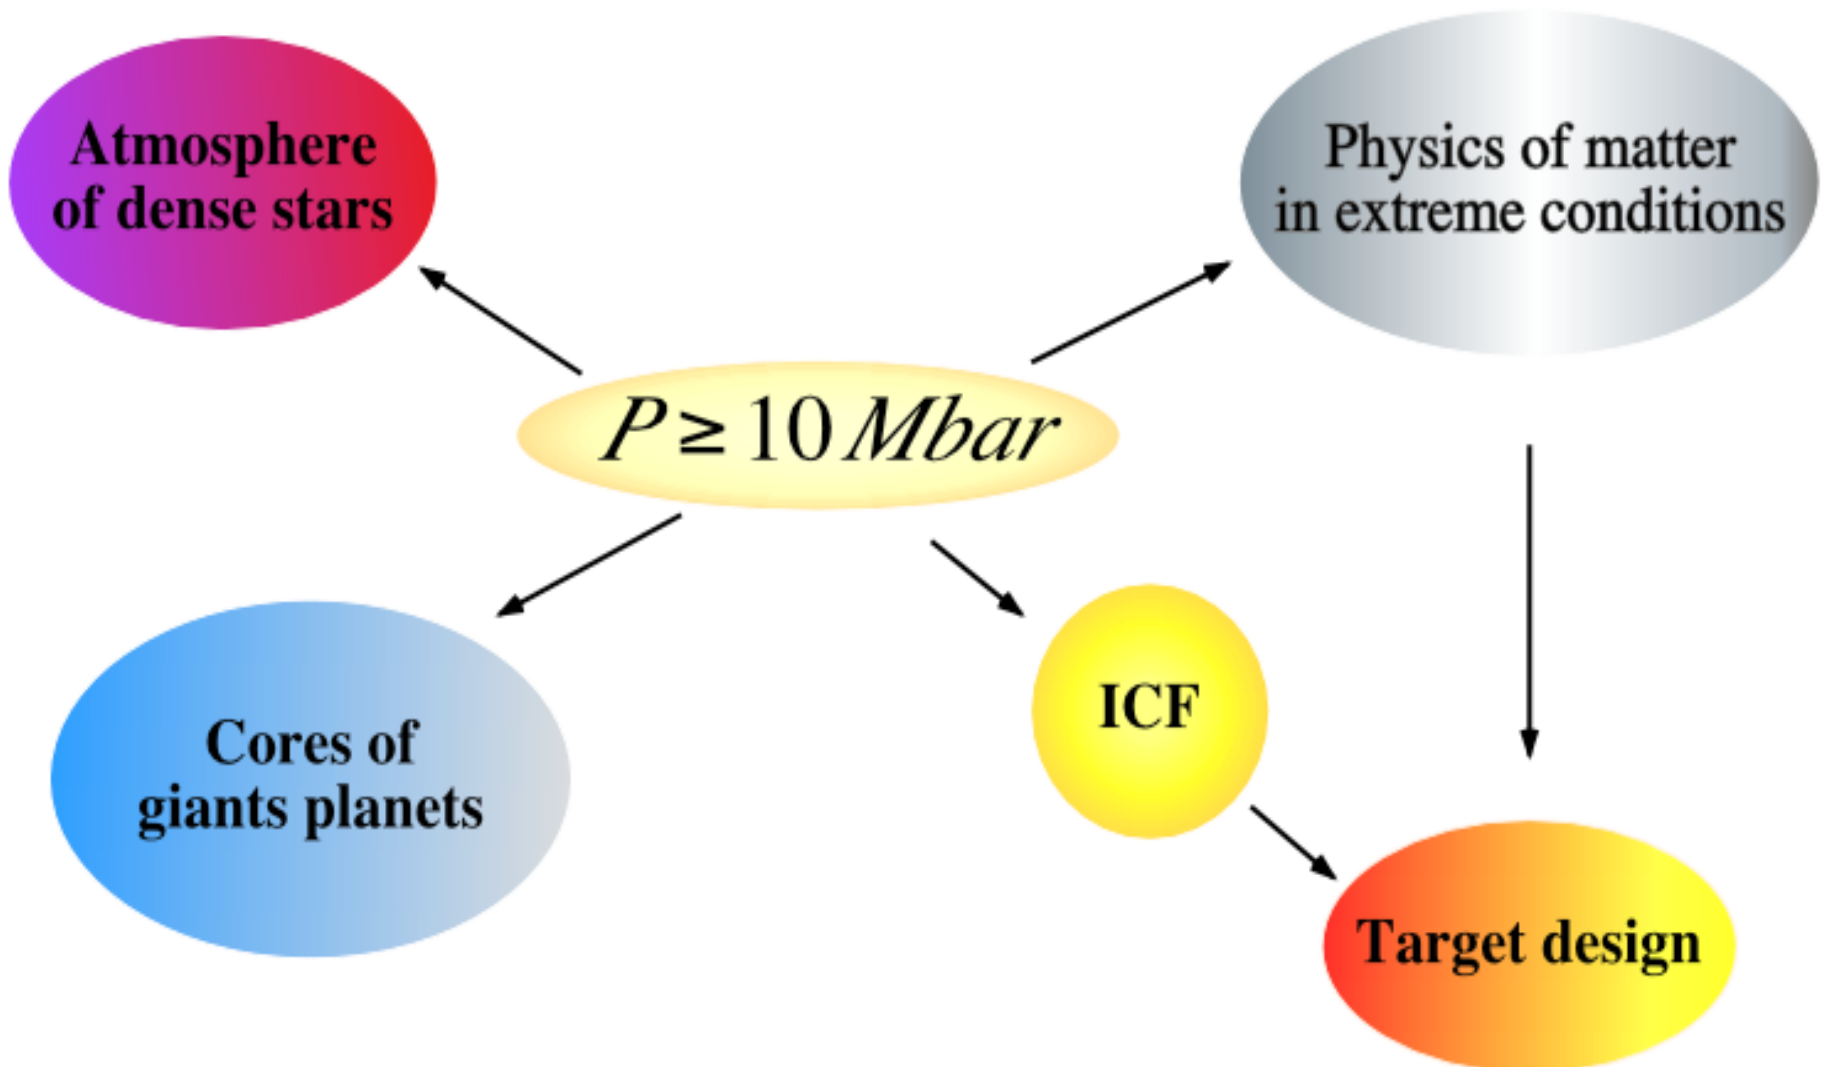 Atmosphere
of dense stars
Physics of matter
in extreme conditions
P ≥ 10 Mbar
Cores of
giants planets
ICF
Target design